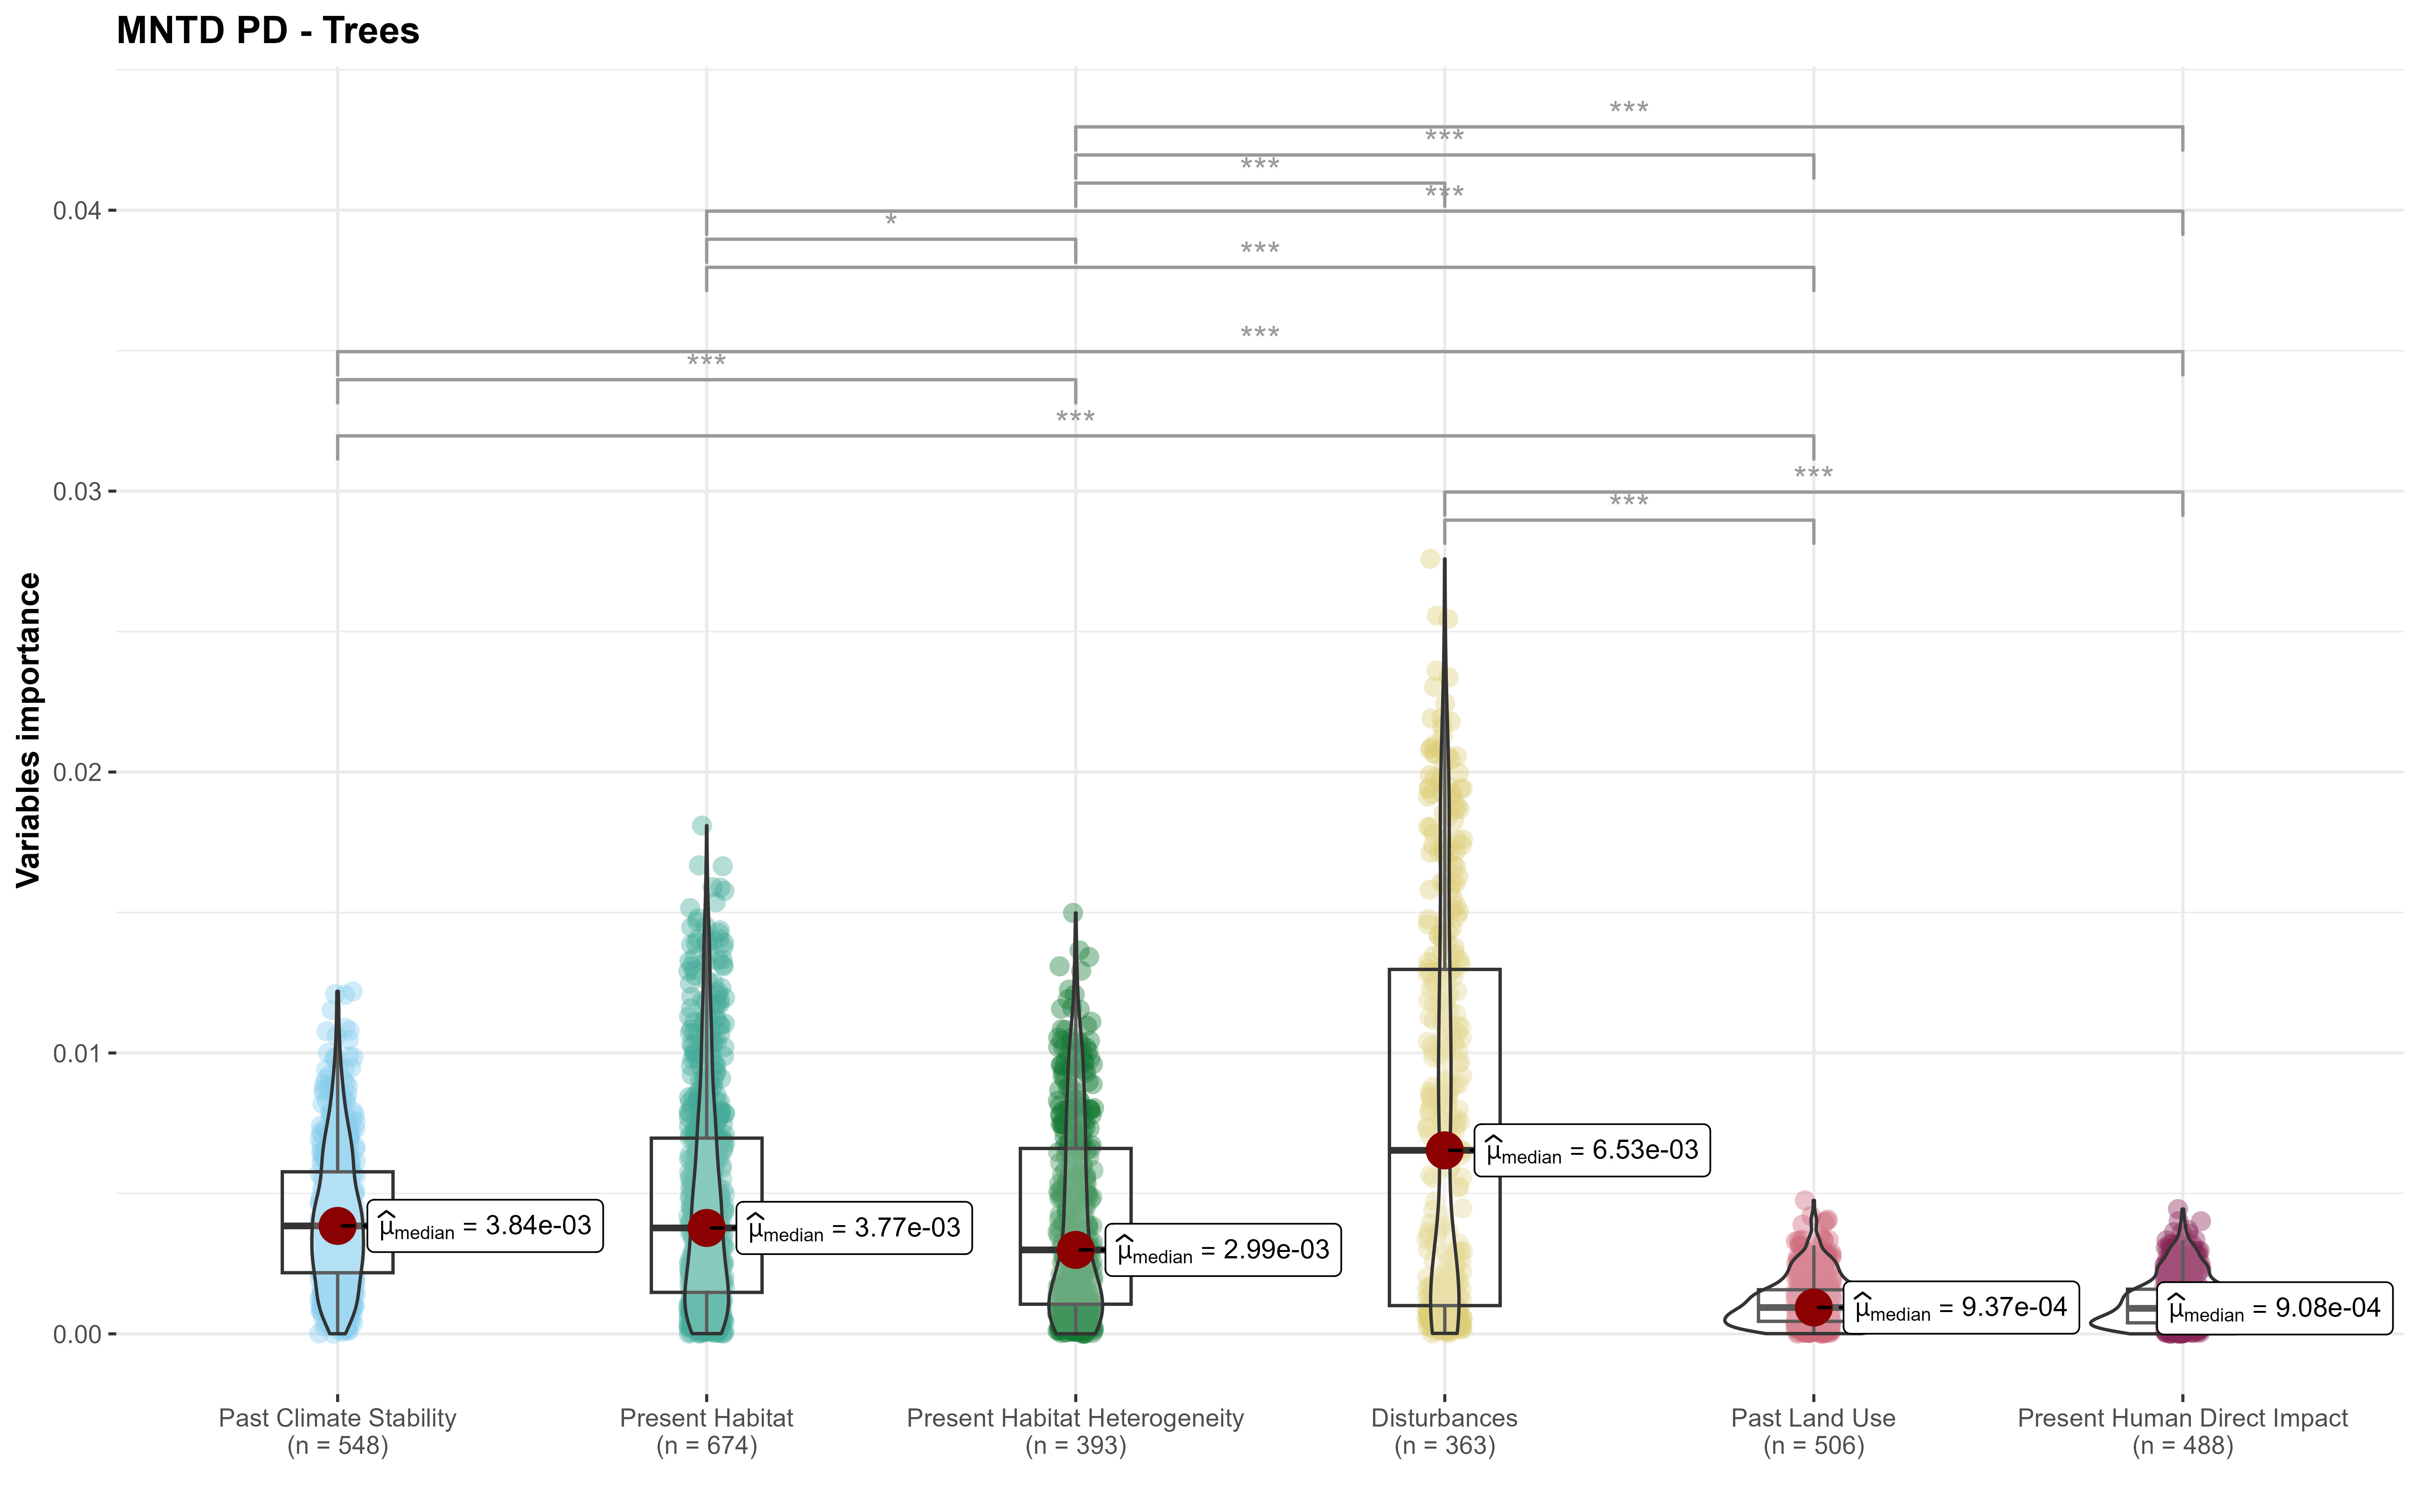 MNTD PD - Trees
***
***
***
***
*
***
***
***
***
***
***
Variables importance
0.04
0.03
0.02
0.01
0.00
μ̂median = 3.84e-03
μ̂median = 3.77e-03
μ̂median = 2.99e-03
μ̂median = 6.53e-03
μ̂median = 9.37e-04
μ̂median = 9.08e-04
Past Climate Stability
(n = 548)
Present Habitat
(n = 674)
Present Habitat Heterogeneity
(n = 393)
Disturbances
(n = 363)
Past Land Use
(n = 506)
Present Human Direct Impact
(n = 488)